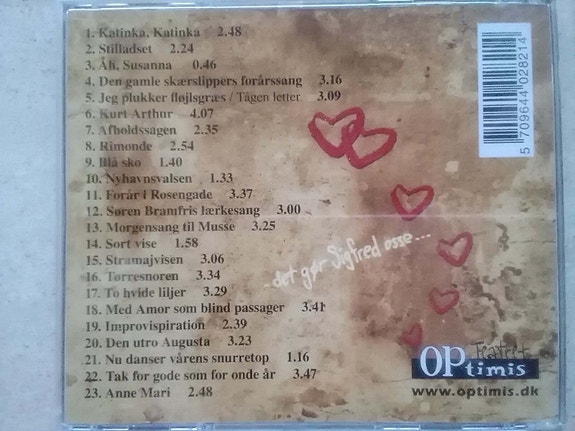 1. Katinka, Katinka 2.48
2. Stilladset 2.24
3. Åh, Susanna 0.46
4. Den gamle skærslippers forårssang 3.16
5. Jeg plukker fløjlsgræs / Tågen letter 3.09
6. Kurt Arthur 4.07
7. Afholdssagen 2.35
8. Rimonde 2.54
9. Blå sko 1.40
10. Nyhavnsvalsen 1.33
11. Forår i Rosengade 3.37
12. Søren Bramfris lærkesang 3.00
13. Morgensang til Musse 3.25
14. Sort vise 1.58
15. Stramajvisen 3.06
16. Tørresnoren 3.34
17. To hvide liljer 3.29
18. Med Amor som blind passager 3.41
19. Improvispiration 2.39
20. Den utro Augusta 3.23
21. Nu danser vårens snurretop 1.16
22. Tak for gode som for onde år 3.47
23. Anne Mari 2.48
5 709644 028214
...det gør Sigfred osse...
OPtimis
www.optimis.dk